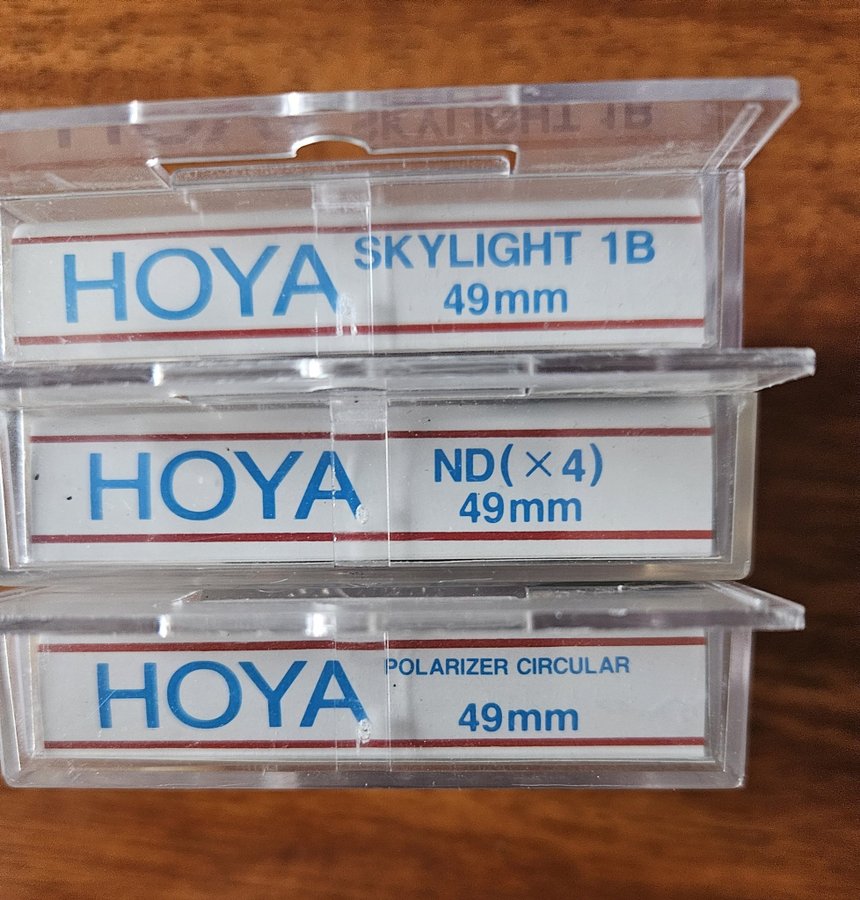 HOYA SKYLIGHT 1B
49mm
HOYA ND(×4)
49mm
HOYA POLARIZER CIRCULAR
49mm